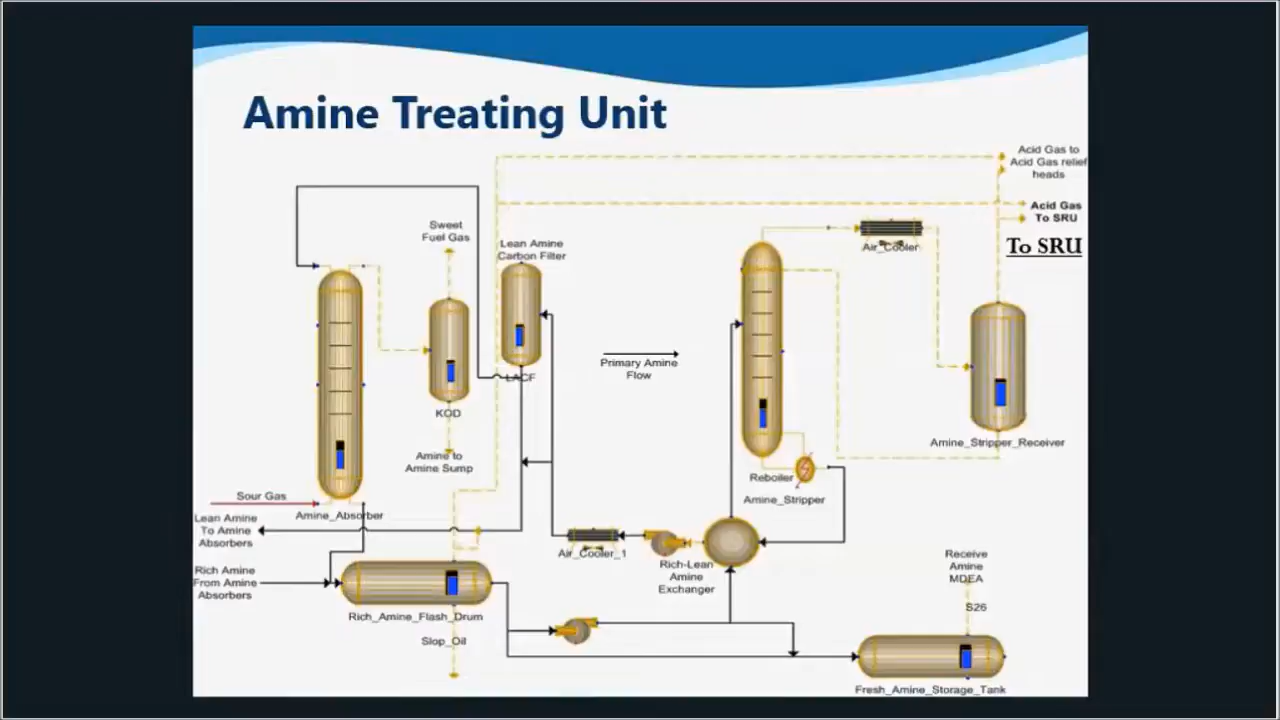 Amine Treating Unit
Acid Gas to
Acid Gas relief
heads
Acid Gas
To SRU
To SRU
Sweet
Fuel Gas
Lean Amine
Carbon Filter
Air_Cooler
Primary Amine
Flow
LACF
KOD
Amine to
Amine Sump
Amine_Stripper_Receiver
Reboiler
Amine_Stripper
Sour Gas
Amine_Absorber
Lean Amine
To Amine
Absorbers
Air_Cooler_1
Rich-Lean
Amine
Exchanger
Receive
Amine
MDEA
S26
Rich Amine
From Amine
Absorbers
Rich_Amine_Flash_Drum
Slop_Oil
Fresh_Amine_Storage_Tank